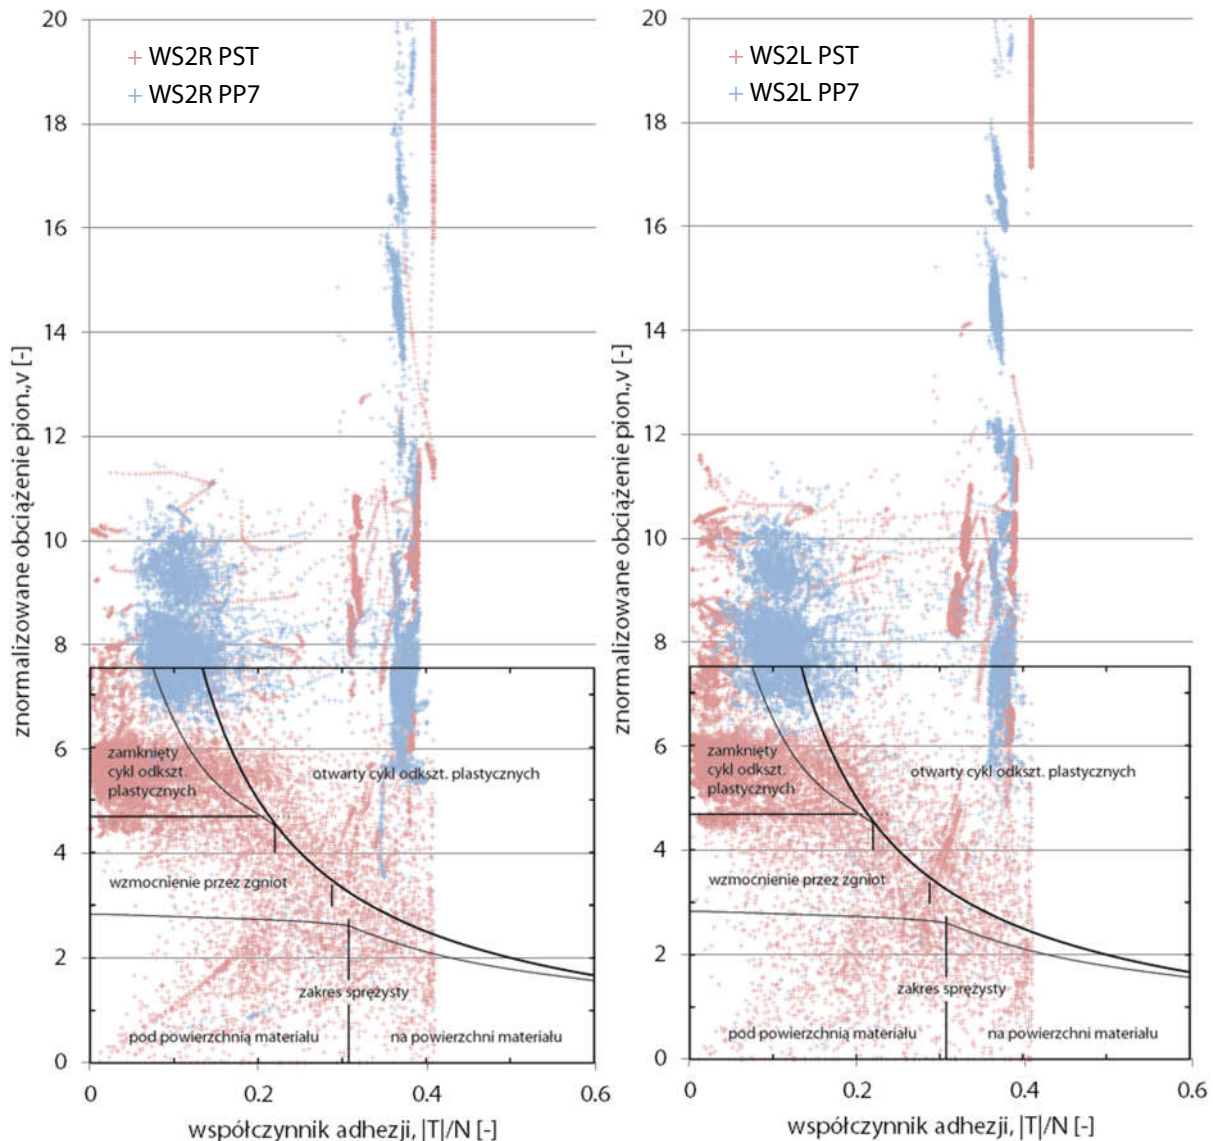 WS2R PST
WS2R PP7
20
18
16
14
12
10
8
6
4
2
0
znormalizowane obciążenie pion.,v [-]
zamknięty
cykl odkszt.
plastycznych
otwarty cykl odkszt. plastycznych
wzmocnienie przez zgniot
zakres sprężysty
pod powierzchnią materiału
na powierzchni materiału
0
0.2
0.4
0.6
współczynnik adhezji, |T|/N [-]
WS2L PST
WS2L PP7
20
18
16
14
12
10
8
6
4
2
0
znormalizowane obciążenie pion.,v [-]
zamknięty
cykl odkszt.
plastycznych
otwarty cykl odkszt. plastycznych
wzmocnienie przez zgniot
zakres sprężysty
pod powierzchnią materiału
na powierzchni materiału
0
0.2
0.4
0.6
współczynnik adhezji, |T|/N [-]